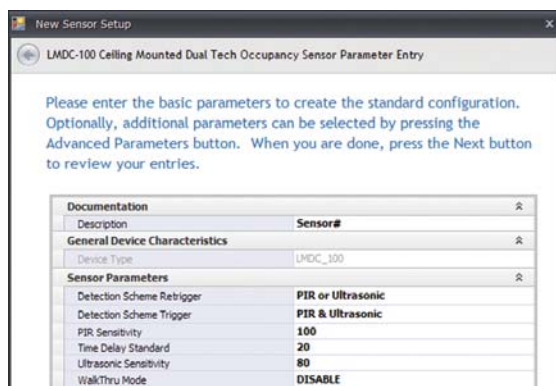 New Sensor Setup
x
LMDC-100 Ceiling Mounted Dual Tech Occupancy Sensor Parameter Entry
Please enter the basic parameters to create the standard configuration.
Optionally, additional parameters can be selected by pressing the
Advanced Parameters button. When you are done, press the Next button
to review your entries.
Documentation
Description Sensor#
General Device Characteristics
Device Type LMDC_100
Sensor Parameters
Detection Scheme Retrigger PIR or Ultrasonic
Detection Scheme Trigger PIR & Ultrasonic
PIR Sensitivity 100
Time Delay Standard 20
Ultrasonic Sensitivity 80
WalkThru Mode DISABLE